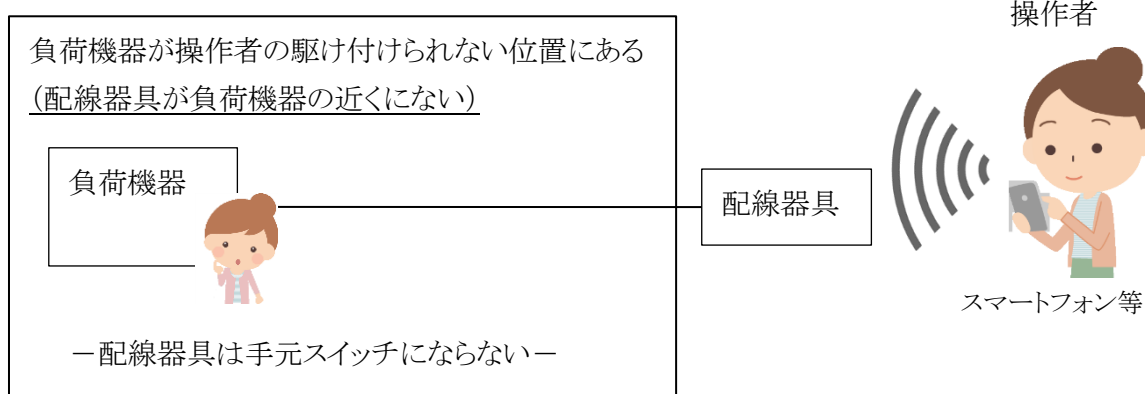 操作者
負荷機器が操作者の駆け付けられない位置にある
(配線器具が負荷機器の近くにない)
負荷機器
配線器具
スマートフォン等
－配線器具は手元スイッチにならない－